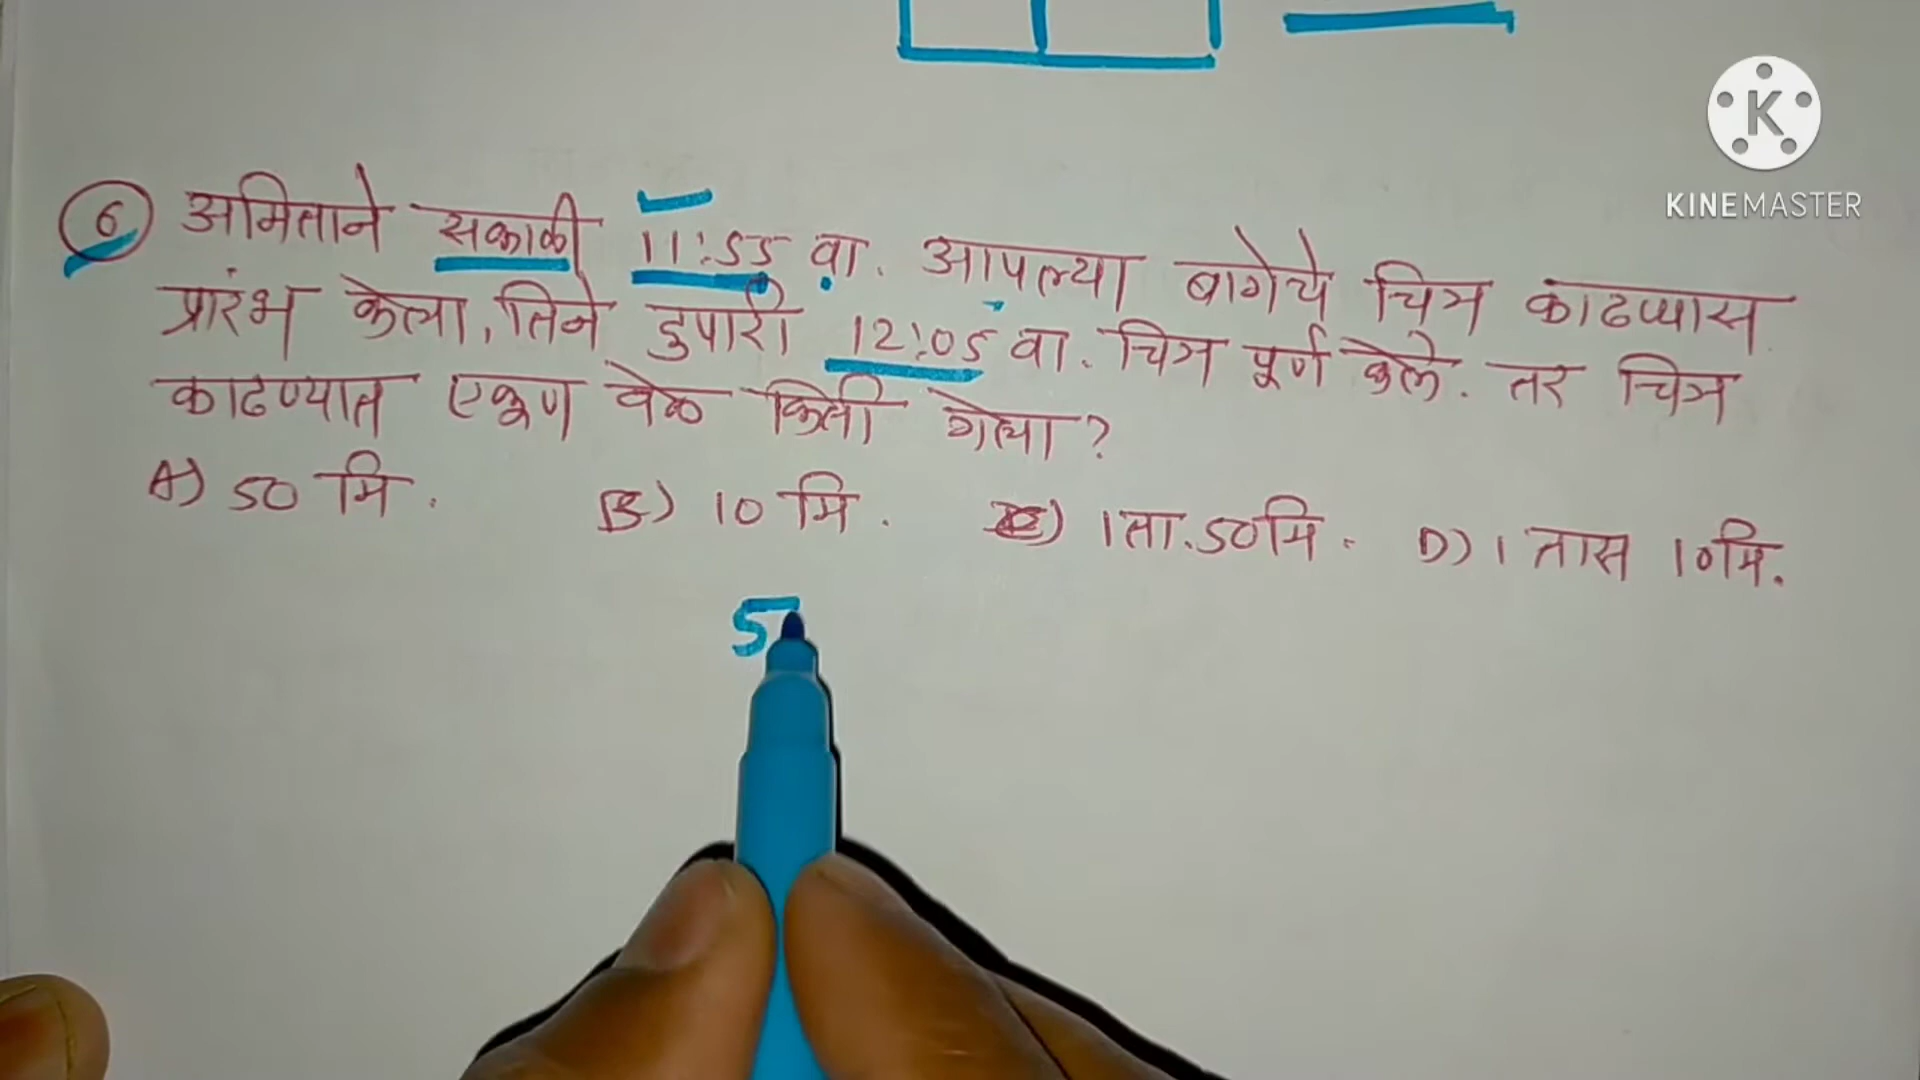 K
KINEMASTER
6 अमिताने सकाळी 11:55 वा. आपल्या बागेचे चित्र काढण्यास
प्रारंभ केला, तिने दुपारी 12:05 वा. चित्र पूर्ण केले. तर चित्र
काढण्यात एकूण वेळ किती गेला?
A) 50 मि. B) 10 मि. C) 1 ता. 50 मि. D) 1 तास 10 मि.
5